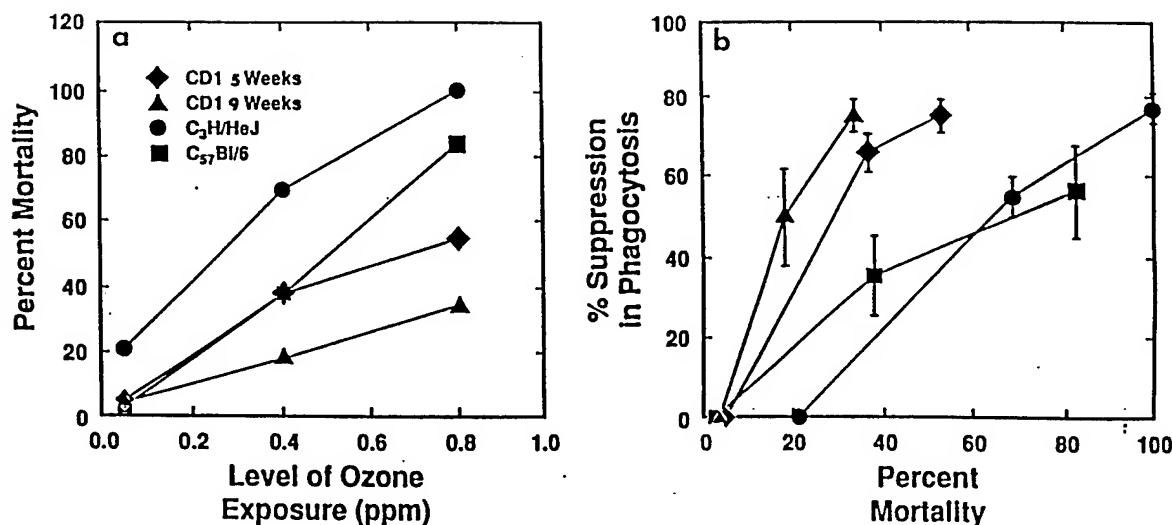 a
Percent Mortality
120
100
80
60
40
20
0
CD1 5 Weeks
CD1 9 Weeks
C₃H/HeJ
C₅₇Bl/6
0.0 0.2 0.4 0.6 0.8 1.0
Level of Ozone
Exposure (ppm)
b
% Suppression
in Phagocytosis
100
80
60
40
20
0
0 20 40 60 80 100
Percent
Mortality